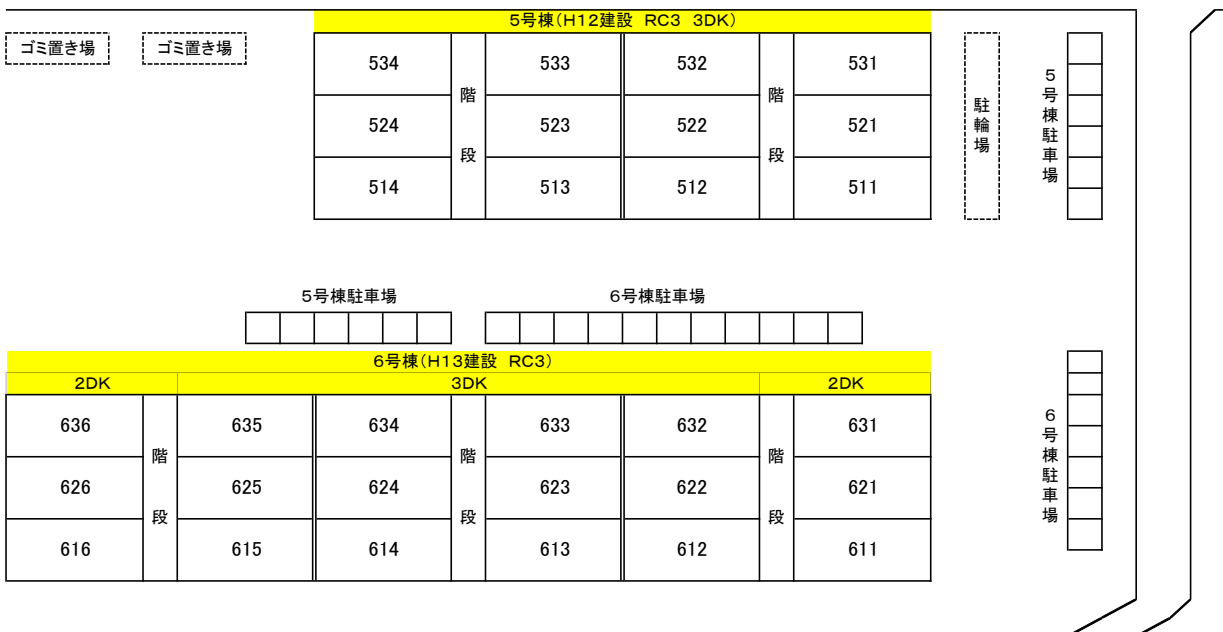 5号棟(H12建設 RC3 3DK)
ゴミ置き場 ゴミ置き場
534 533 532 531
524 523 522 521
514 513 512 511
階段
階段
駐輪場
5号棟駐車場
5号棟駐車場 6号棟駐車場
6号棟(H13建設 RC3)
2DK 3DK 2DK
636 635 634 633 632 631
626 625 624 623 622 621
616 615 614 613 612 611
階段
階段
階段
6号棟駐車場